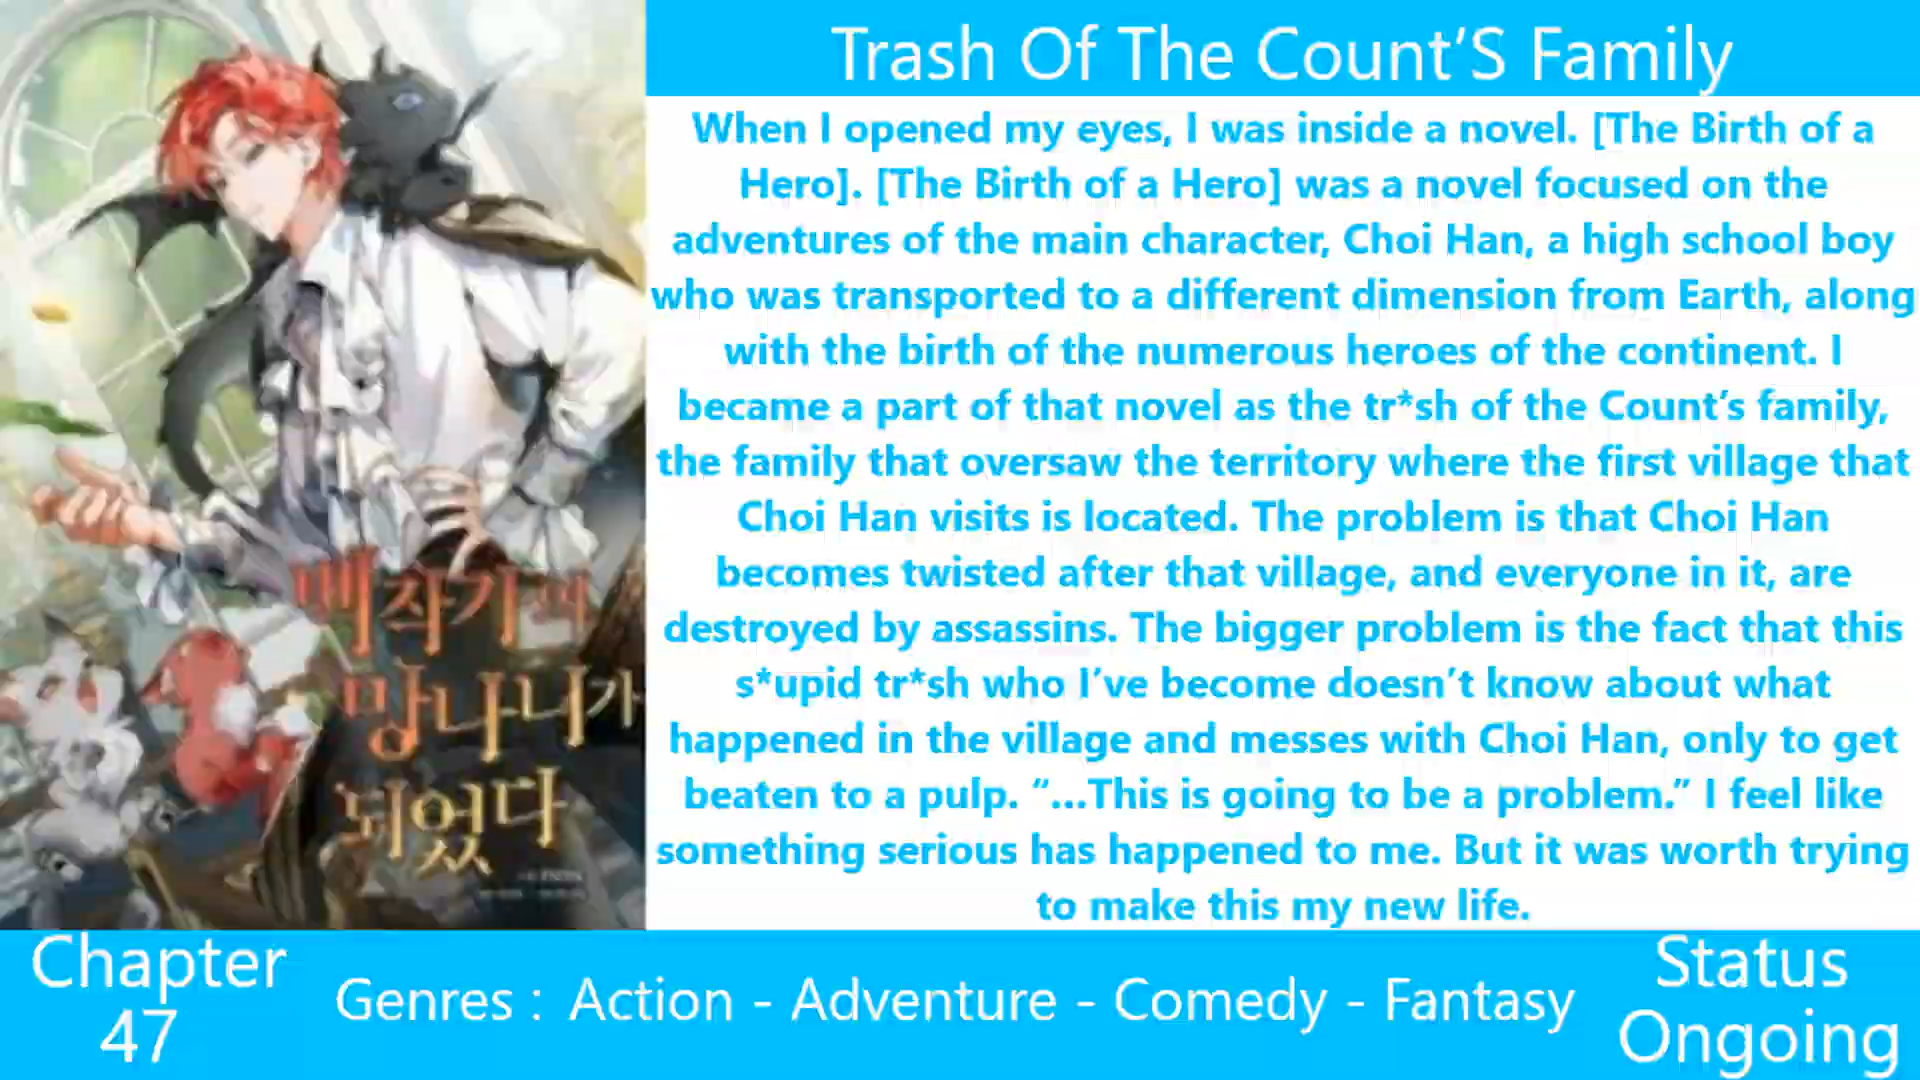 Trash Of The Count’S Family
When I opened my eyes, I was inside a novel. [The Birth of a
Hero]. [The Birth of a Hero] was a novel focused on the
adventures of the main character, Choi Han, a high school boy
who was transported to a different dimension from Earth, along
with the birth of the numerous heroes of the continent. I
became a part of that novel as the tr*sh of the Count’s family,
the family that oversaw the territory where the first village that
Choi Han visits is located. The problem is that Choi Han
becomes twisted after that village, and everyone in it, are
destroyed by assassins. The bigger problem is the fact that this
s*upid tr*sh who I’ve become doesn’t know about what
happened in the village and messes with Choi Han, only to get
beaten to a pulp. “...This is going to be a problem.” I feel like
something serious has happened to me. But it was worth trying
to make this my new life.
백작가의
망나니가
되었다
Chapter
47
Genres : Action - Adventure - Comedy - Fantasy
Status
Ongoing